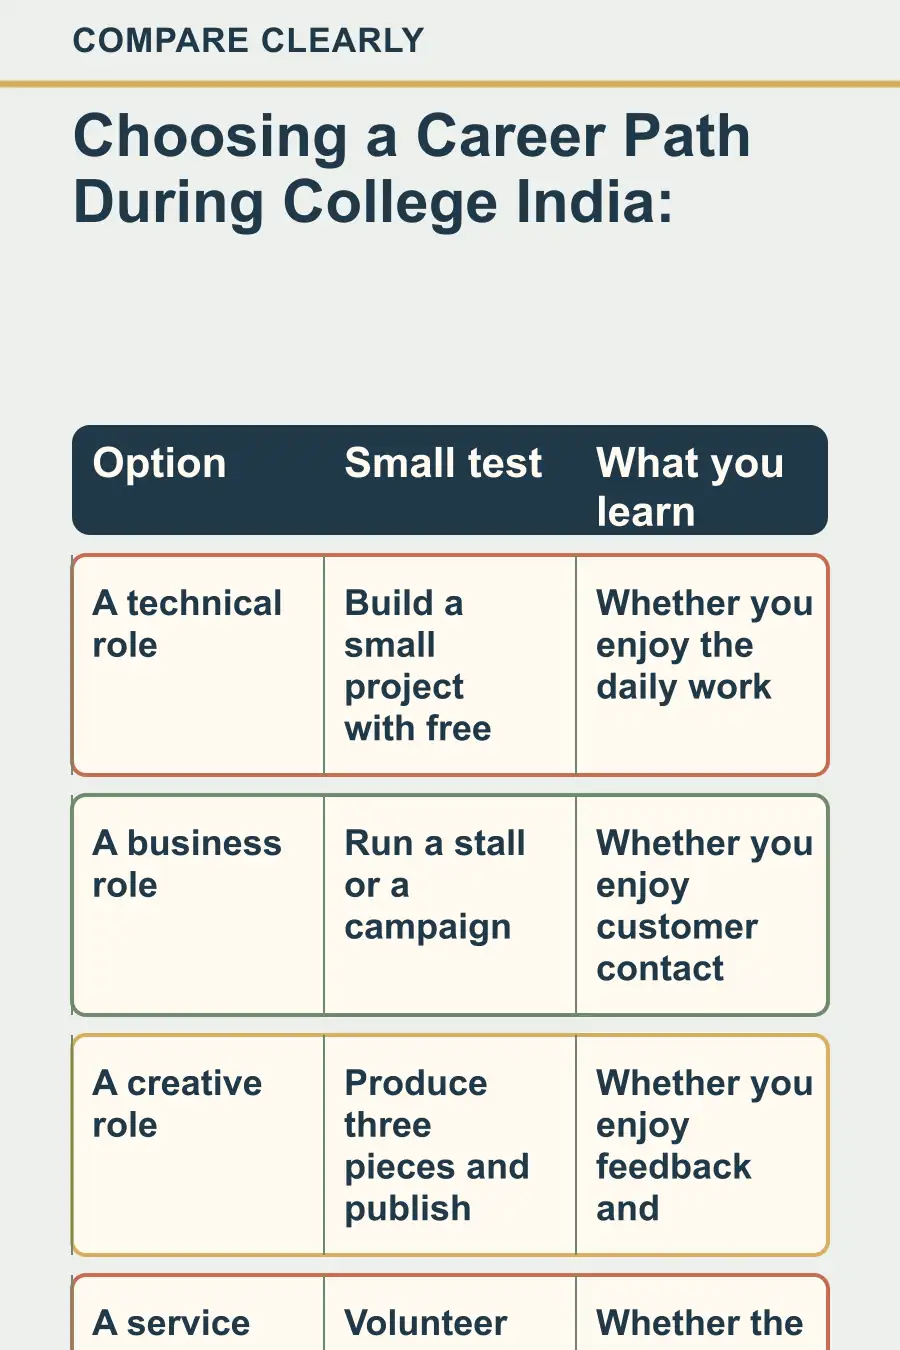 COMPARE CLEARLY
Choosing a Career Path
During College India:
Option
Small test
What you
learn
A technical
role
Build a
small
project
with free
Whether you
enjoy the
daily work
A business
role
Run a stall
or a
campaign
Whether you
enjoy
customer
contact
A creative
role
Produce
three
pieces and
publish
Whether you
enjoy
feedback
and
A service
Volunteer
Whether the